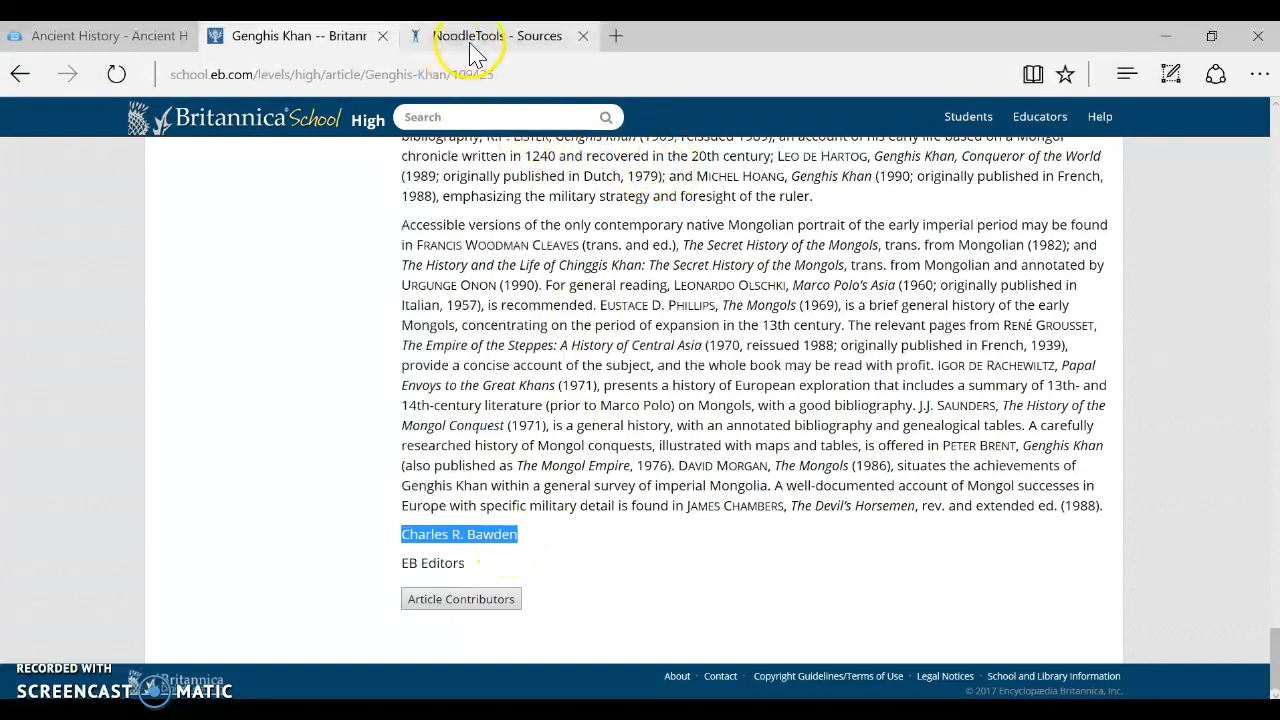 Ancient History - Ancient H
Genghis Khan -- Britanr
NoodleTools - Sources
school.eb.com/levels/high/article/Genghis-Khan/109425
Britannica School High
Search
Students Educators Help
bibliography; R.P. LISTER, Genghis Khan (1969, reissued 1989), an account of his early life based on a Mongol
chronicle written in 1240 and recovered in the 20th century; LEO DE HARTOG, Genghis Khan, Conqueror of the World
(1989; originally published in Dutch, 1979); and MICHEL HOANG, Genghis Khan (1990; originally published in French,
1988), emphasizing the military strategy and foresight of the ruler.
Accessible versions of the only contemporary native Mongolian portrait of the early imperial period may be found
in FRANCIS WOODMAN CLEAVES (trans. and ed.), The Secret History of the Mongols, trans. from Mongolian (1982); and
The History and the Life of Chinggis Khan: The Secret History of the Mongols, trans. from Mongolian and annotated by
URGUNGE ONON (1990). For general reading, LEONARDO OLSCHKI, Marco Polo's Asia (1960; originally published in
Italian, 1957), is recommended. EUSTACE D. PHILLIPS, The Mongols (1969), is a brief general history of the early
Mongols, concentrating on the period of expansion in the 13th century. The relevant pages from RENÉ GROUSSET,
The Empire of the Steppes: A History of Central Asia (1970, reissued 1988; originally published in French, 1939),
provide a concise account of the subject, and the whole book may be read with profit. IGOR DE RACHEWILTZ, Papal
Envoys to the Great Khans (1971), presents a history of European exploration that includes a summary of 13th- and
14th-century literature (prior to Marco Polo) on Mongols, with a good bibliography. J.J. SAUNDERS, The History of the
Mongol Conquest (1971), is a general history, with an annotated bibliography and genealogical tables. A carefully
researched history of Mongol conquests, illustrated with maps and tables, is offered in PETER BRENT, Genghis Khan
(also published as The Mongol Empire, 1976). DAVID MORGAN, The Mongols (1986), situates the achievements of
Genghis Khan within a general survey of imperial Mongolia. A well-documented account of Mongol successes in
Europe with specific military detail is found in JAMES CHAMBERS, The Devil's Horsemen, rev. and extended ed. (1988).
Charles R. Bawden
EB Editors
Article Contributors
RECORDED WITH
SCREENCAST MATIC
Britannica
About · Contact · Copyright Guidelines/Terms of Use · Legal Notices · School and Library Information
© 2017 Encyclopædia Britannica, Inc.